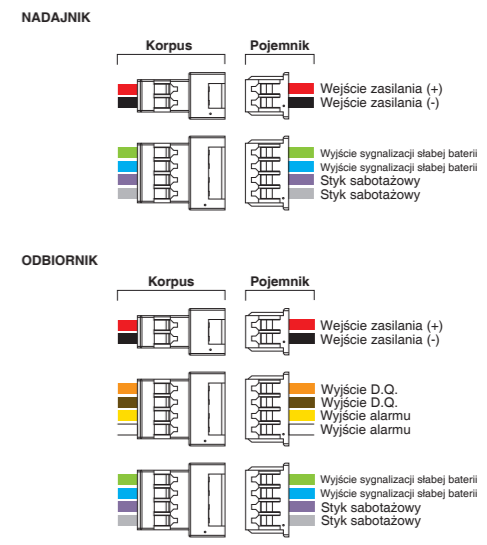 NADAJNIK
Korpus Pojemnik
Wejście zasilania (+)
Wejście zasilania (-)
Wyjście sygnalizacji słabej baterii
Wyjście sygnalizacji słabej baterii
Styk sabotażowy
Styk sabotażowy
ODBIORNIK
Korpus Pojemnik
Wejście zasilania (+)
Wejście zasilania (-)
Wyjście D.Q.
Wyjście D.Q.
Wyjście alarmu
Wyjście alarmu
Wyjście sygnalizacji słabej baterii
Wyjście sygnalizacji słabej baterii
Styk sabotażowy
Styk sabotażowy